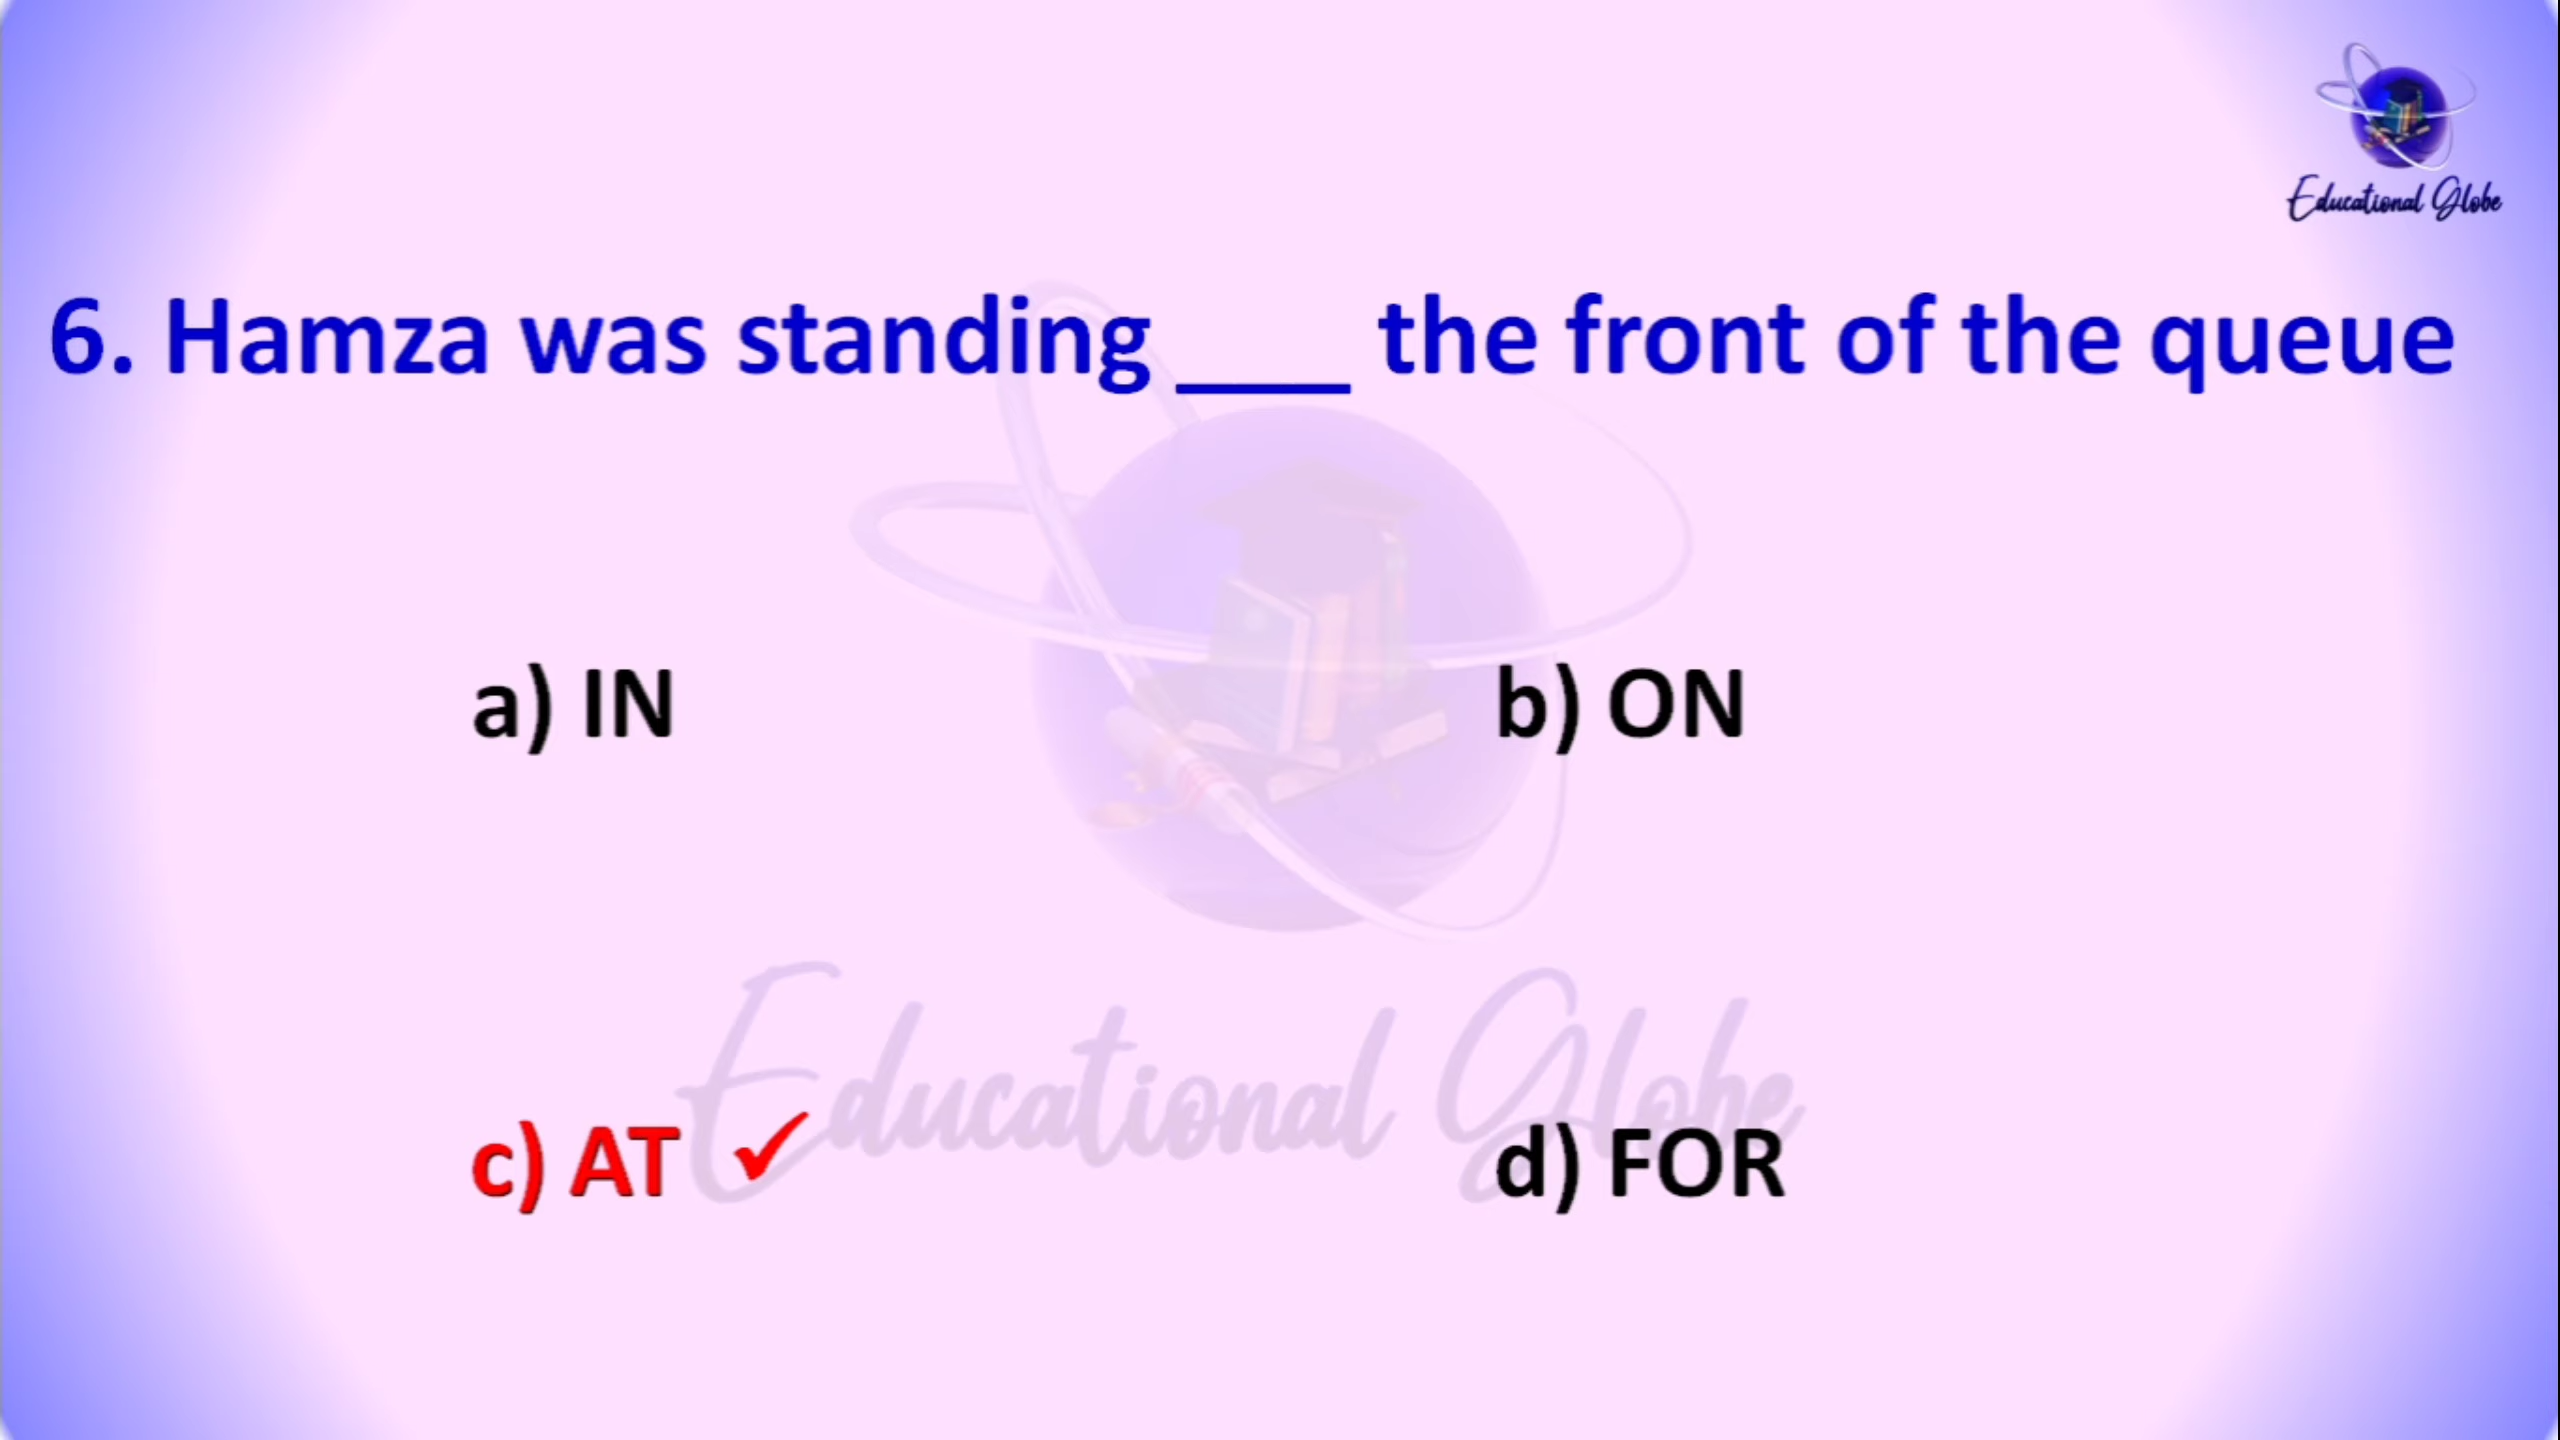 Educational Globe
6. Hamza was standing ___ the front of the queue
a) IN
b) ON
c) AT ✓
d) FOR
Educational Globe